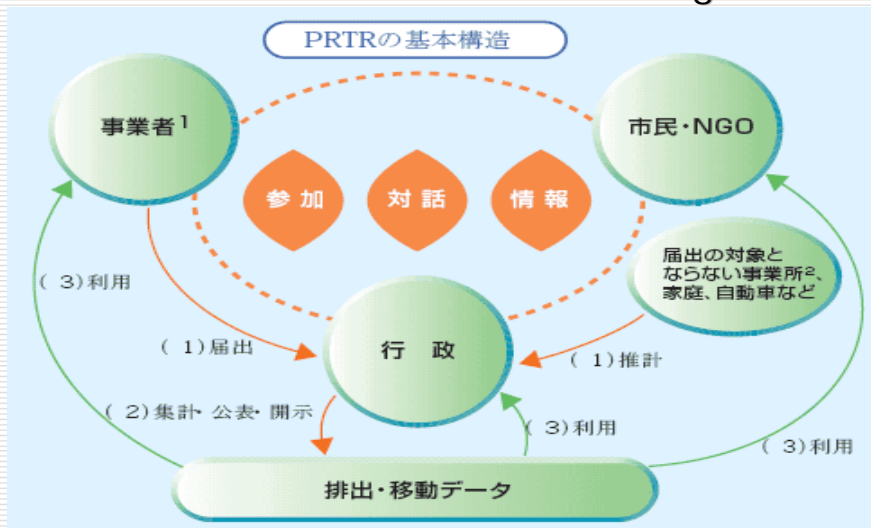 g
PRTRの基本構造
事業者1
市民・NGO
参加
対話
情報
届出の対象と
ならない事業所2、
家庭、自動車など
( 3)利用
( 1)届出
行 政
( 1)推計
( 2)集計・公表・開示
( 3)利用
( 3)利用
排出・移動データ